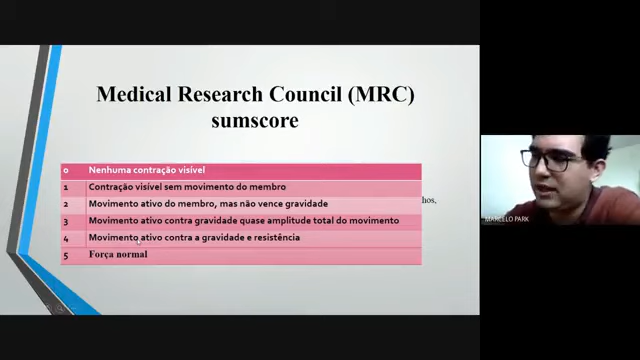 Medical Research Council (MRC)
sumscore
0 Nenhuma contração visível
1 Contração visível sem movimento do membro
2 Movimento ativo do membro, mas não vence gravidade
hos,
3 Movimento ativo contra gravidade quase amplitude total do movimento
4 Movimento ativo contra a gravidade e resistência
5 Força normal
MARCELO PARK